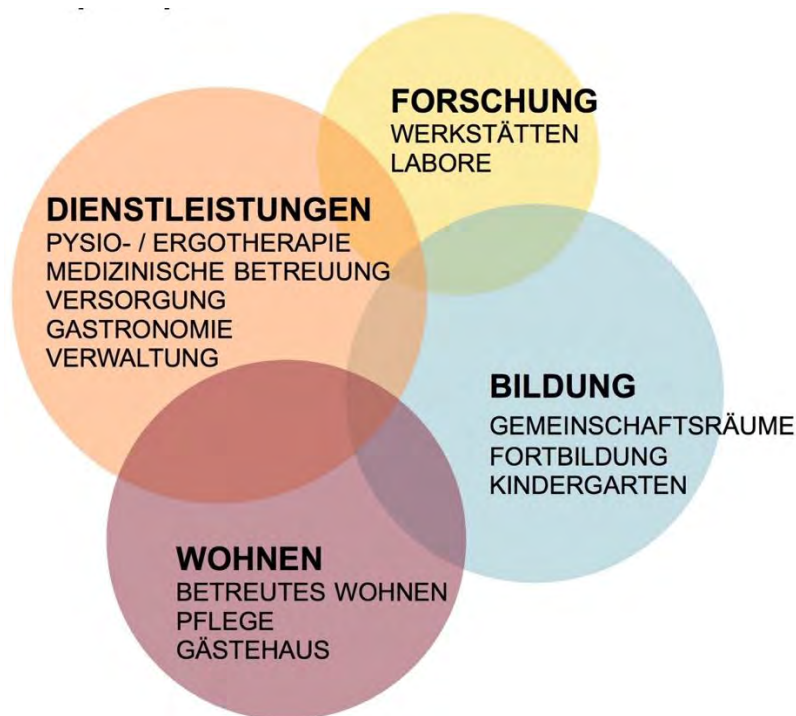 FORSCHUNG
WERKSTÄTTEN
LABORE
DIENSTLEISTUNGEN
PYSIO- / ERGOTHERAPIE
MEDIZINISCHE BETREUUNG
VERSORGUNG
GASTRONOMIE
VERWALTUNG
BILDUNG
GEMEINSCHAFTSRÄUME
FORTBILDUNG
KINDERGARTEN
WOHNEN
BETREUTES WOHNEN
PFLEGE
GÄSTEHAUS